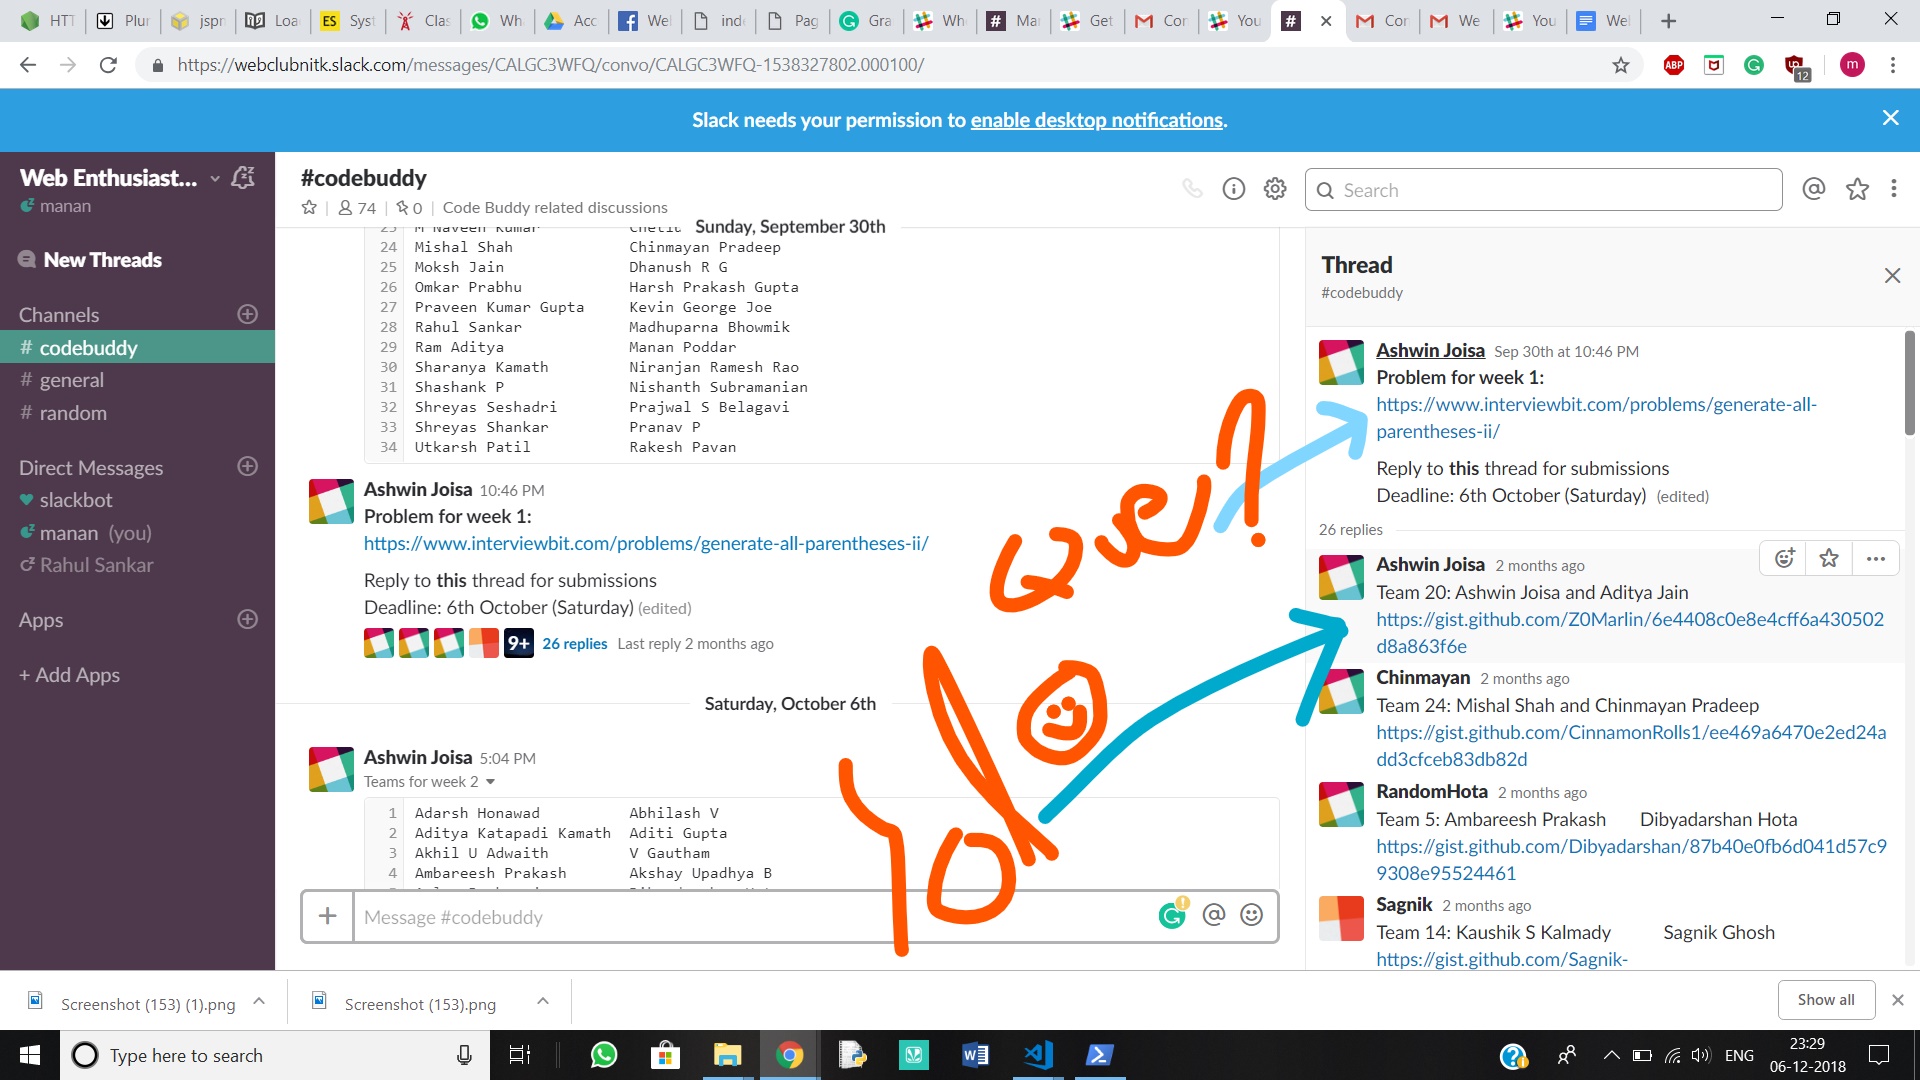 HTT
Plur
jspr
Loa
ES Syst
Clas
Wh
Acc
Wel
ind
Pag
Gra
Wh
Mar
Get
Con
You
Con
We
You
Wel
https://webclubnitk.slack.com/messages/CALGC3WFQ/convo/CALGC3WFQ-1538327802.000100/
ABP
12
m
Slack needs your permission to enable desktop notifications.
Web Enthusiast...
manan
New Threads
Channels
# codebuddy
# general
# random
Direct Messages
slackbot
manan (you)
Rahul Sankar
Apps
+ Add Apps
#codebuddy
74 | 0 | Code Buddy related discussions
Search
Sunday, September 30th
23 M Naveen Kumar
24 Mishal Shah Chinmayan Pradeep
25 Moksh Jain Dhanush R G
26 Omkar Prabhu Harsh Prakash Gupta
27 Praveen Kumar Gupta Kevin George Joe
28 Rahul Sankar Madhuparna Bhowmik
29 Ram Aditya Manan Poddar
30 Sharanya Kamath Niranjan Ramesh Rao
31 Shashank P Nishanth Subramanian
32 Shreyas Seshadri Prajwal S Belagavi
33 Shreyas Shankar Pranav P
34 Utkarsh Patil Rakesh Pavan
Ashwin Joisa 10:46 PM
Problem for week 1:
https://www.interviewbit.com/problems/generate-all-parentheses-ii/
Reply to this thread for submissions
Deadline: 6th October (Saturday) (edited)
9+ 26 replies Last reply 2 months ago
Saturday, October 6th
Ashwin Joisa 5:04 PM
Teams for week 2
1 Adarsh Honawad Abhilash V
2 Aditya Katapadi Kamath Aditi Gupta
3 Akhil U Adwaith V Gautham
4 Ambareesh Prakash Akshay Upadhya B
Message #codebuddy
Yolo
Thread
#codebuddy
Ashwin Joisa Sep 30th at 10:46 PM
Problem for week 1:
https://www.interviewbit.com/problems/generate-all-
parentheses-ii/
Reply to this thread for submissions
Deadline: 6th October (Saturday) (edited)
26 replies
Ashwin Joisa 2 months ago
Team 20: Ashwin Joisa and Aditya Jain
https://gist.github.com/Z0Marlin/6e4408c0e8e4cff6a430502
d8a863f6e
Chinmayan 2 months ago
Team 24: Mishal Shah and Chinmayan Pradeep
https://gist.github.com/CinnamonRolls1/ee469a6470e2ed24a
dd3cfceb83db82d
RandomHota 2 months ago
Team 5: Ambareesh Prakash Dibyadarshan Hota
https://gist.github.com/Dibyadarshan/87b40e0fb6d041d57c9
9308e95524461
Sagnik 2 months ago
Team 14: Kaushik S Kalmady Sagnik Ghosh
https://gist.github.com/Sagnik-
Screenshot (153) (1).png
Screenshot (153).png
Show all
Type here to search
ENG
23:29
06-12-2018